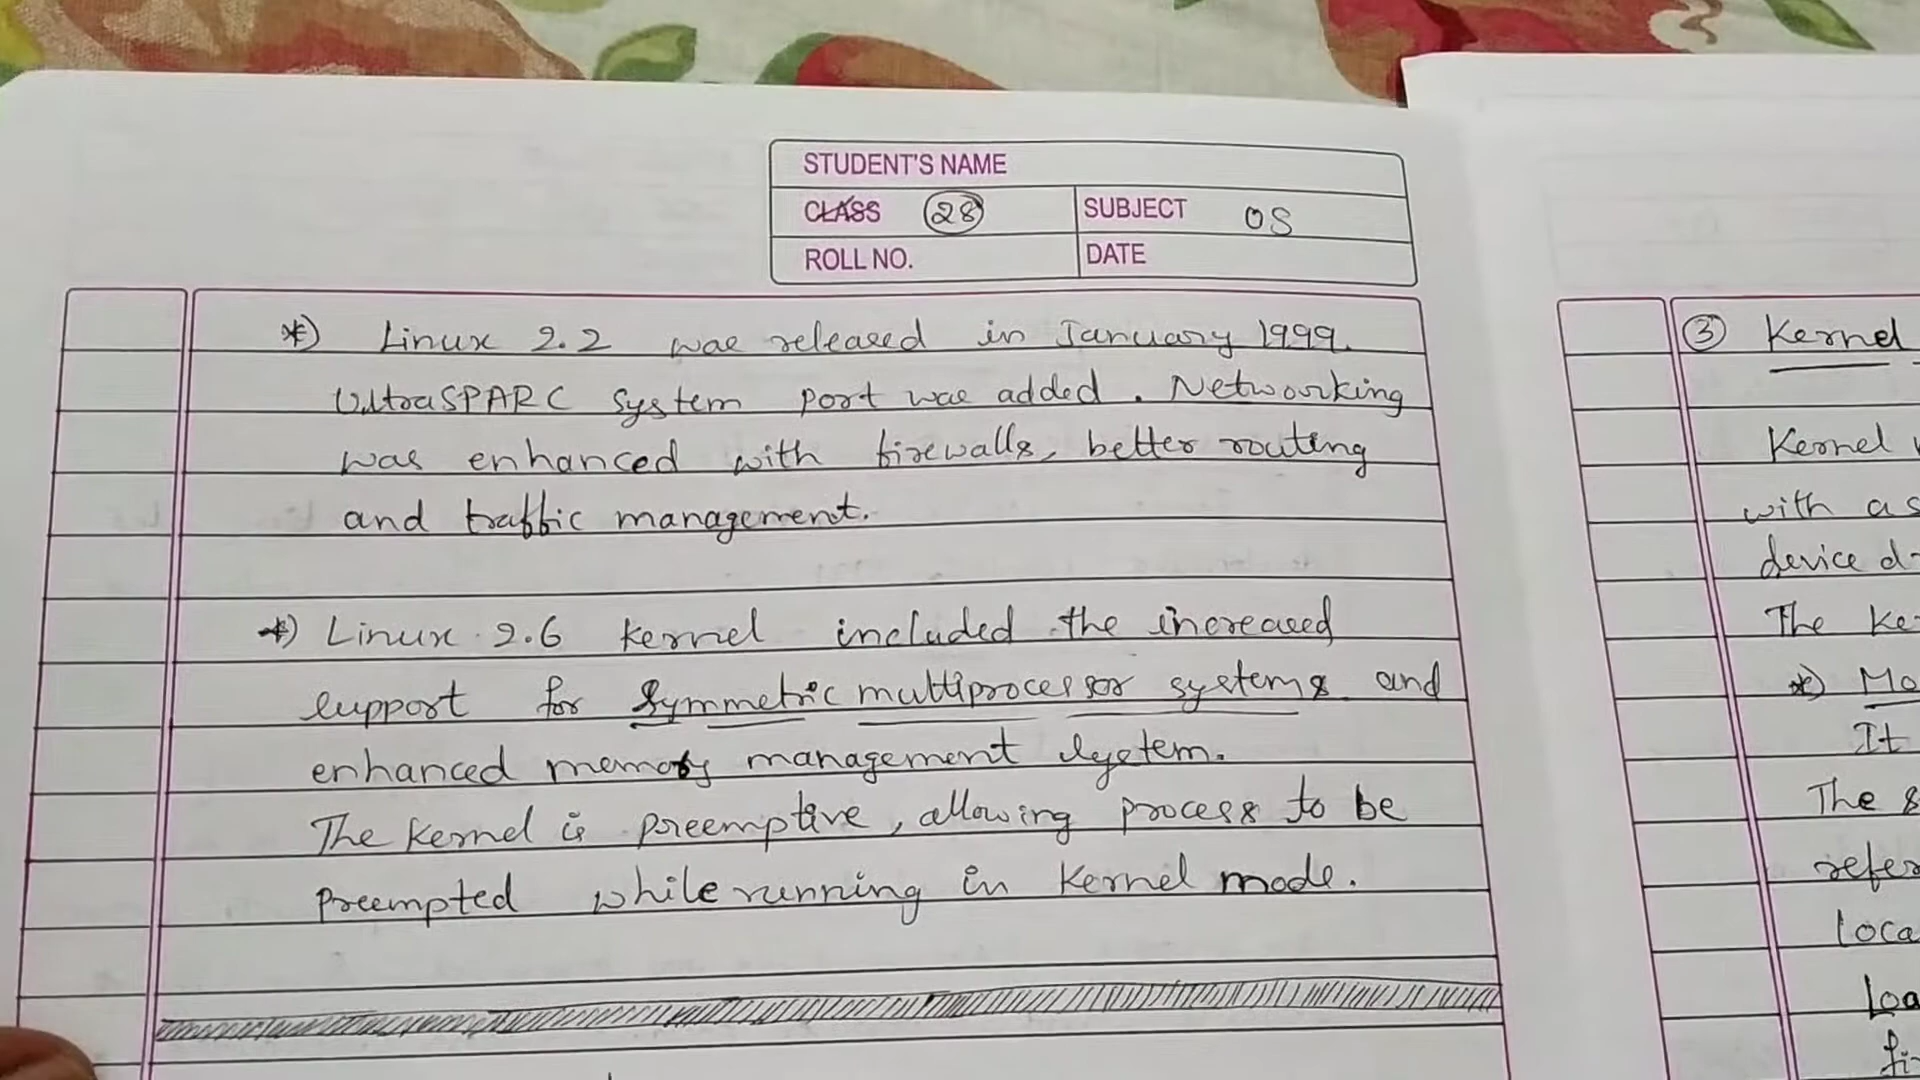 STUDENT'S NAME
CLASS 28 SUBJECT OS
ROLL NO. DATE
*) Linux 2.2 was released in January 1999.
UltraSPARC System port was added. Networking
was enhanced with firewalls, better routing
and traffic management.
*) Linux 2.6 kernel included the increased
support for Symmetric multiprocessor systems and
enhanced memory management system.
The Kernel is preemptive, allowing process to be
preempted while running in Kernel mode.
③ Kernel
Kernel
with as
device d
The Ke
*) Mo
It
The s
refer
loca
loa
fi